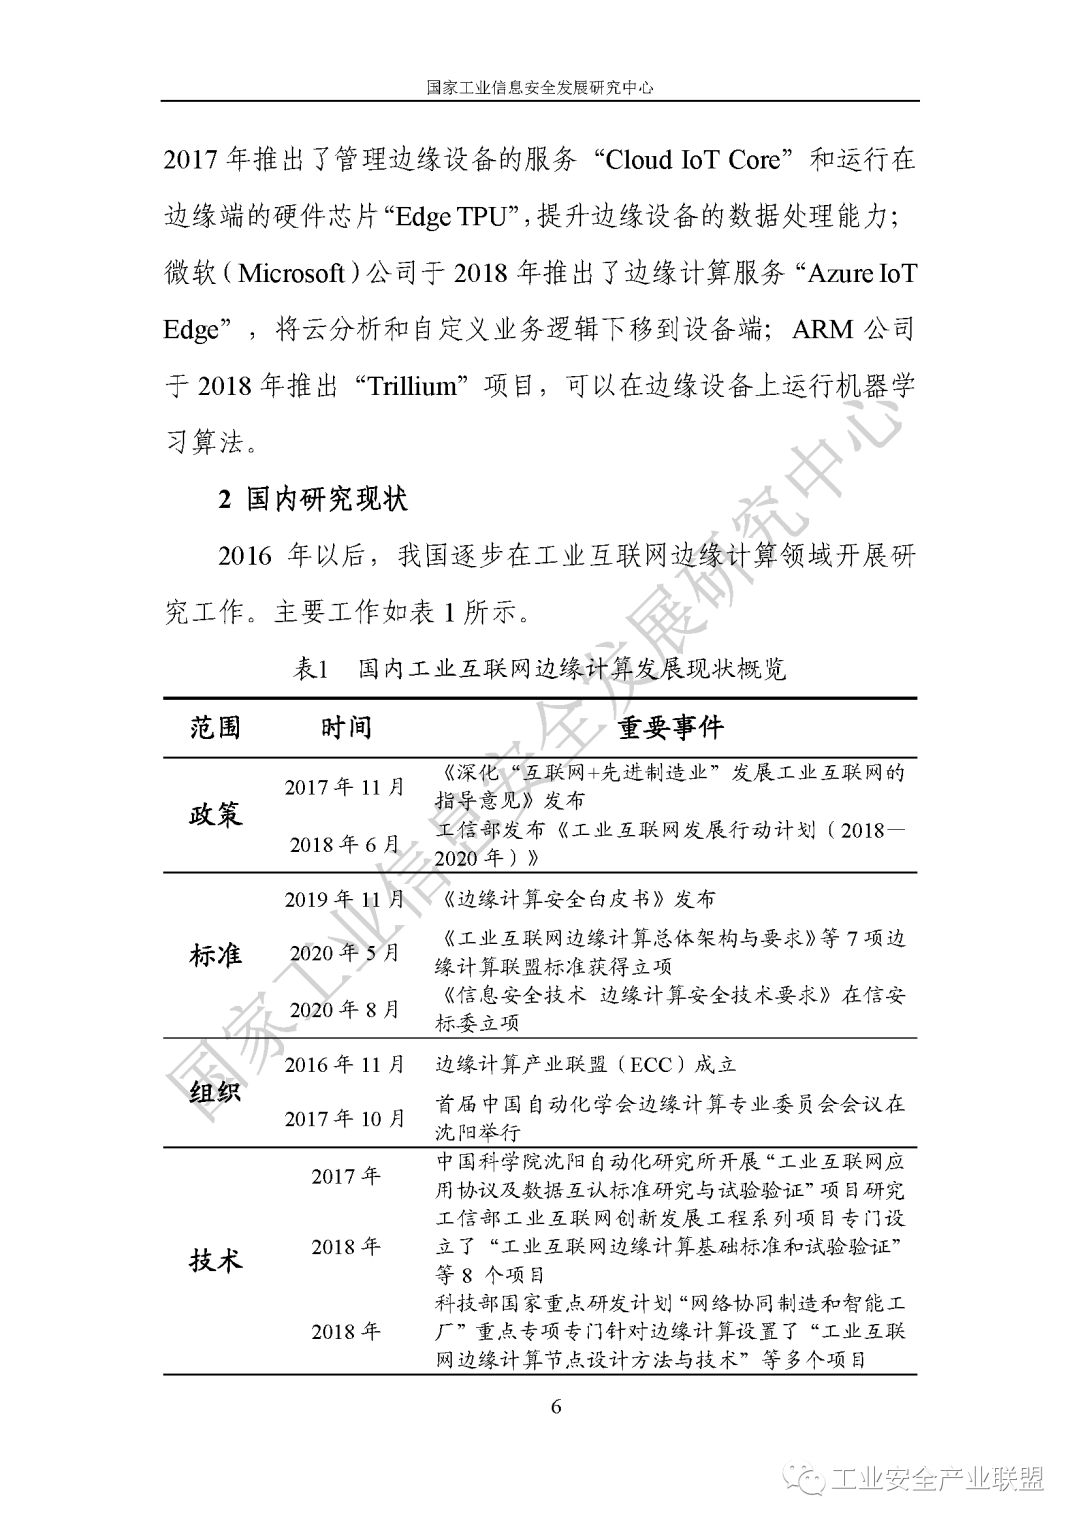 国家工业信息安全发展研究中心
2017 年推出了管理边缘设备的服务“Cloud IoT Core”和运行在
边缘端的硬件芯片“Edge TPU”,提升边缘设备的数据处理能力；
微软（Microsoft）公司于 2018 年推出了边缘计算服务“Azure IoT
Edge”，将云分析和自定义业务逻辑下移到设备端；ARM 公司
于 2018 年推出“Trillium”项目，可以在边缘设备上运行机器学
习算法。
2 国内研究现状
2016 年以后，我国逐步在工业互联网边缘计算领域开展研
究工作。主要工作如表 1 所示。
表1 国内工业互联网边缘计算发展现状概览
范围 时间 重要事件
政策
2017 年 11 月
《深化“互联网+先进制造业”发展工业互联网的
指导意见》发布
2018 年 6 月
工信部发布《工业互联网发展行动计划（2018—
2020 年）》
标准
2019 年 11 月 《边缘计算安全白皮书》发布
2020 年 5 月
《工业互联网边缘计算总体架构与要求》等 7 项边
缘计算联盟标准获得立项
2020 年 8 月
《信息安全技术 边缘计算安全技术要求》在信安
标委立项
组织
2016 年 11 月 边缘计算产业联盟（ECC）成立
2017 年 10 月
首届中国自动化学会边缘计算专业委员会会议在
沈阳举行
技术
2017 年
中国科学院沈阳自动化研究所开展“工业互联网应
用协议及数据互认标准研究与试验验证”项目研究
2018 年
工信部工业互联网创新发展工程系列项目专门设
立了“工业互联网边缘计算基础标准和试验验证”
等 8 个项目
2018 年
科技部国家重点研发计划“网络协同制造和智能工
厂”重点专项专门针对边缘计算设置了“工业互联
网边缘计算节点设计方法与技术”等多个项目
国家工业信息安全发展研究中心
6
工业安全产业联盟